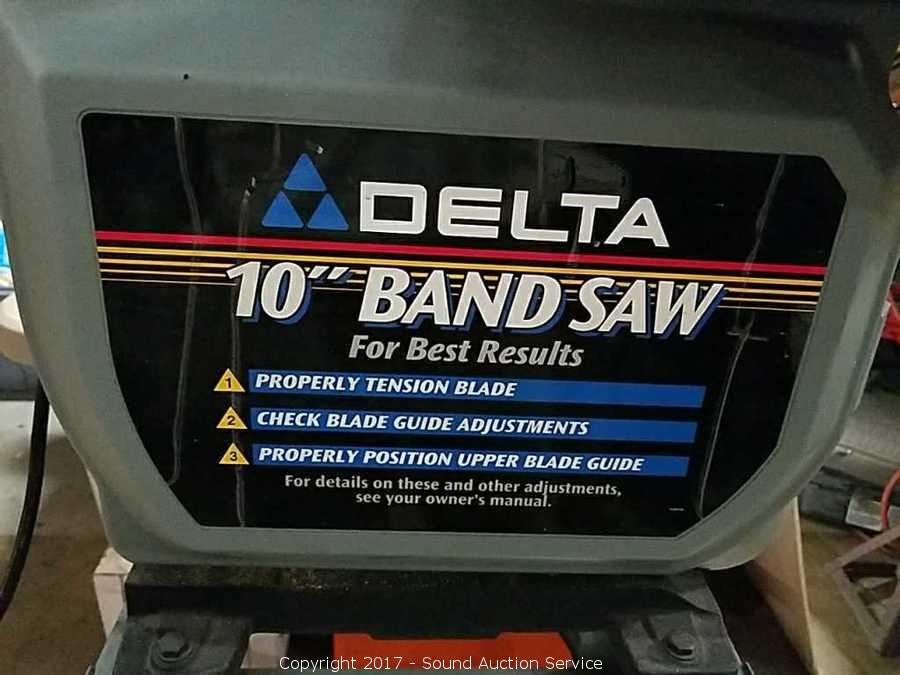 DELTA
10" BAND SAW
For Best Results
1 PROPERLY TENSION BLADE
2 CHECK BLADE GUIDE ADJUSTMENTS
3 PROPERLY POSITION UPPER BLADE GUIDE
For details on these and other adjustments,
see your owner's manual.
Copyright 2017 - Sound Auction Service